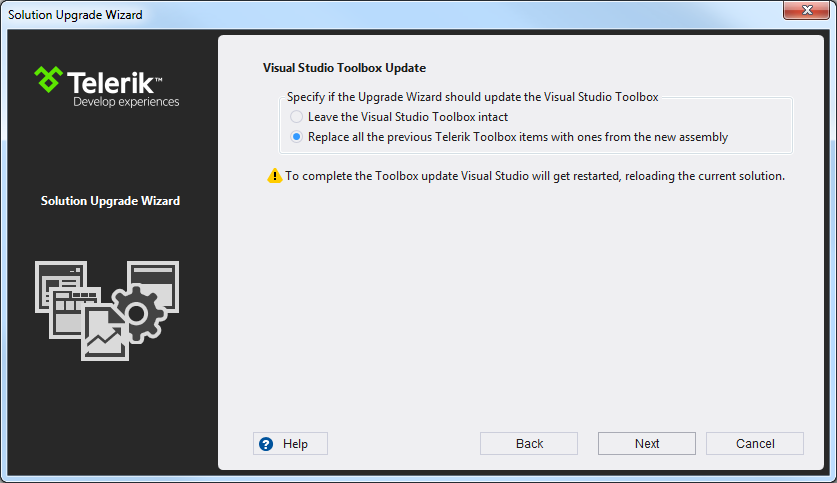 Solution Upgrade Wizard
Telerik™
Develop experiences
Solution Upgrade Wizard
Visual Studio Toolbox Update
Specify if the Upgrade Wizard should update the Visual Studio Toolbox
Leave the Visual Studio Toolbox intact
Replace all the previous Telerik Toolbox items with ones from the new assembly
To complete the Toolbox update Visual Studio will get restarted, reloading the current solution.
Help
Back
Next
Cancel